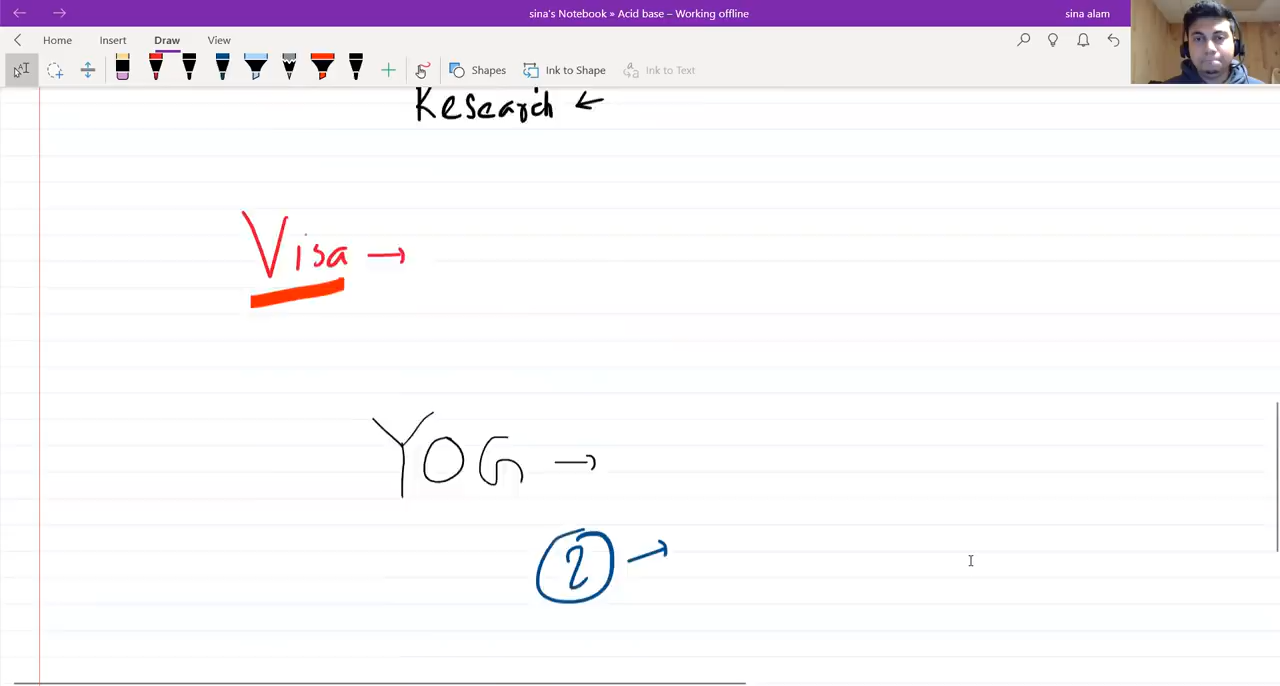 sina's Notebook » Acid base – Working offline
sina alam
Home Insert Draw View
Shapes Ink to Shape Ink to Text
Research ←
Visa →
YOG →
2 →